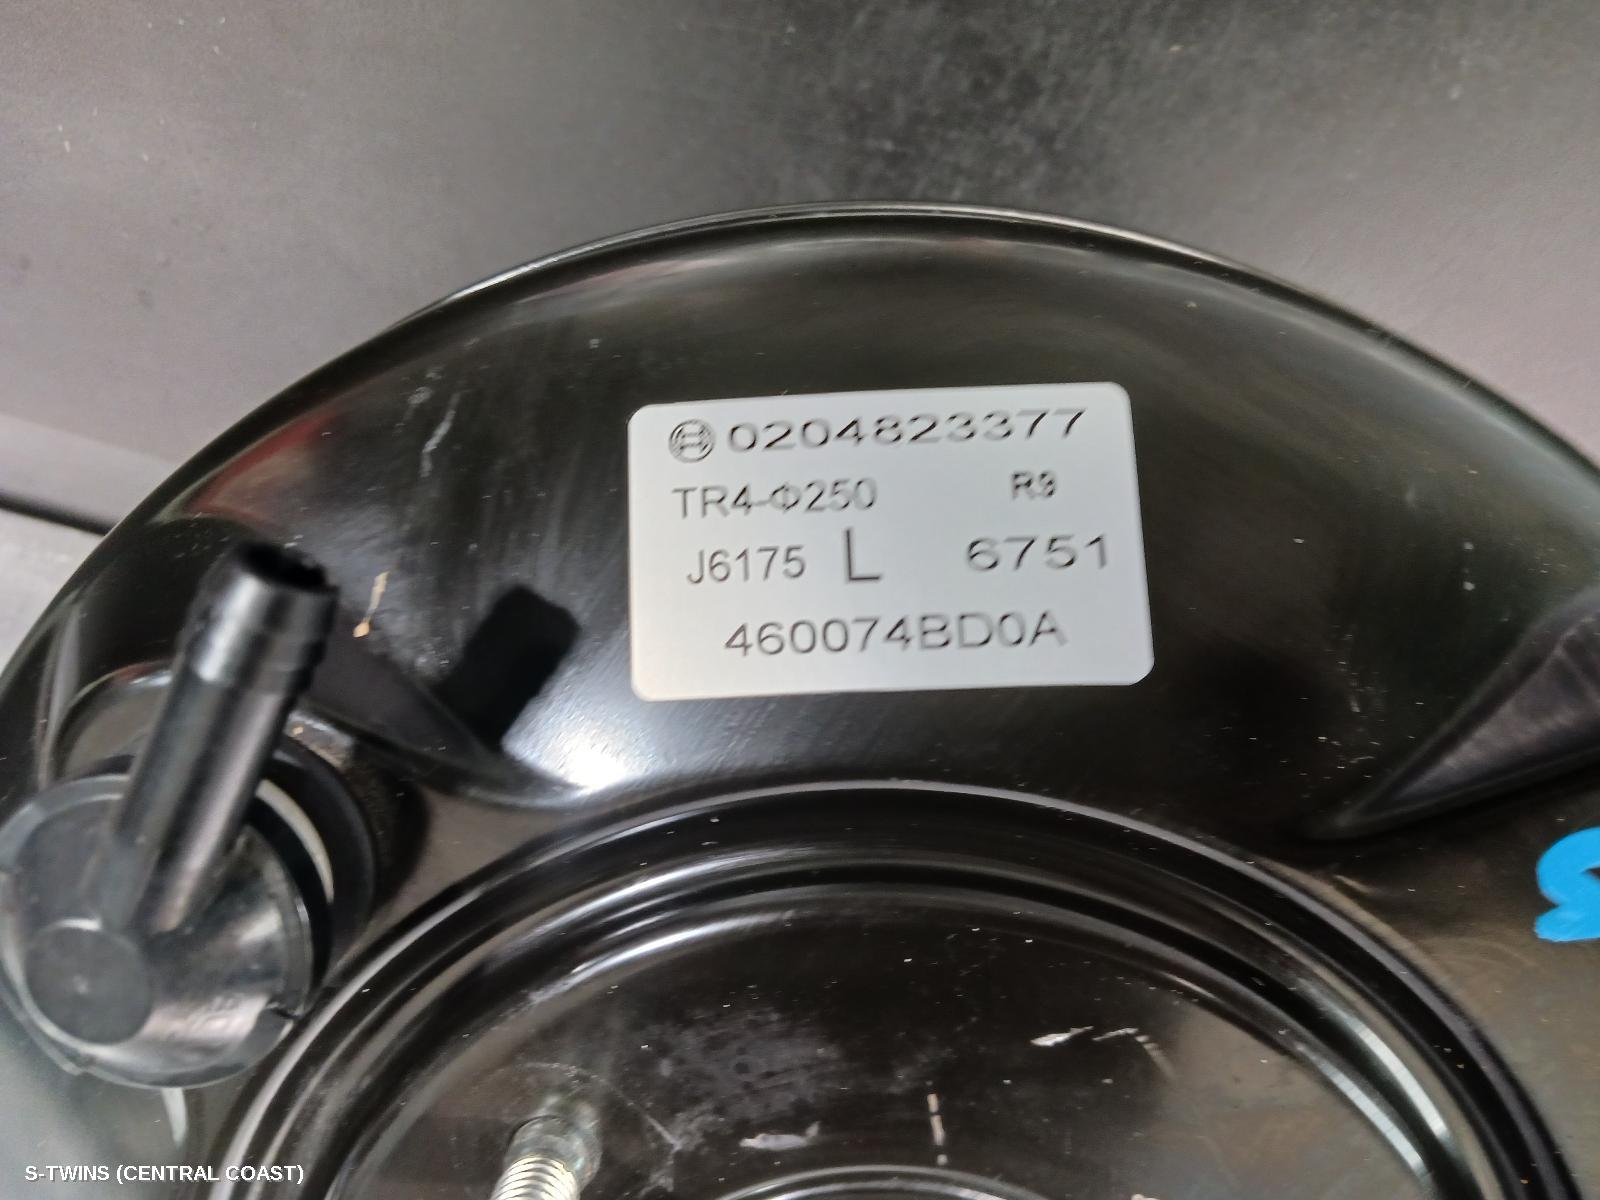 0204823377
TR4-Φ250 R9
J6175 L 6751
460074BD0A
S-TWINS (CENTRAL COAST)